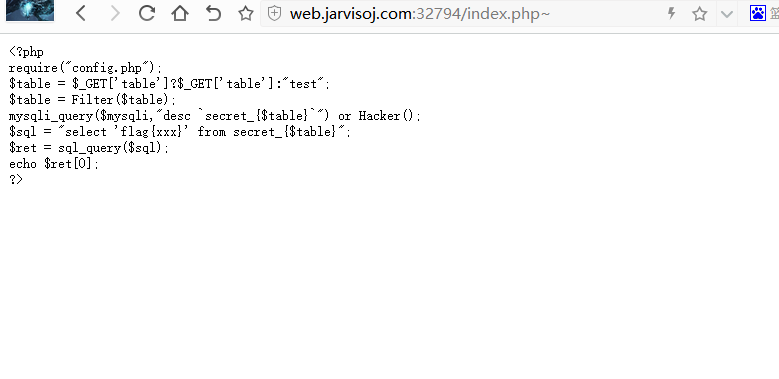 web.jarvisoj.com:32794/index.php~
<?php
require("config.php");
$table = $_GET['table']?$_GET['table']:"test";
$table = Filter($table);
mysqli_query($mysqli,"desc `secret_{$table}`") or Hacker();
$sql = "select 'flag{xxx}' from secret_{$table}";
$ret = sql_query($sql);
echo $ret[0];
?>